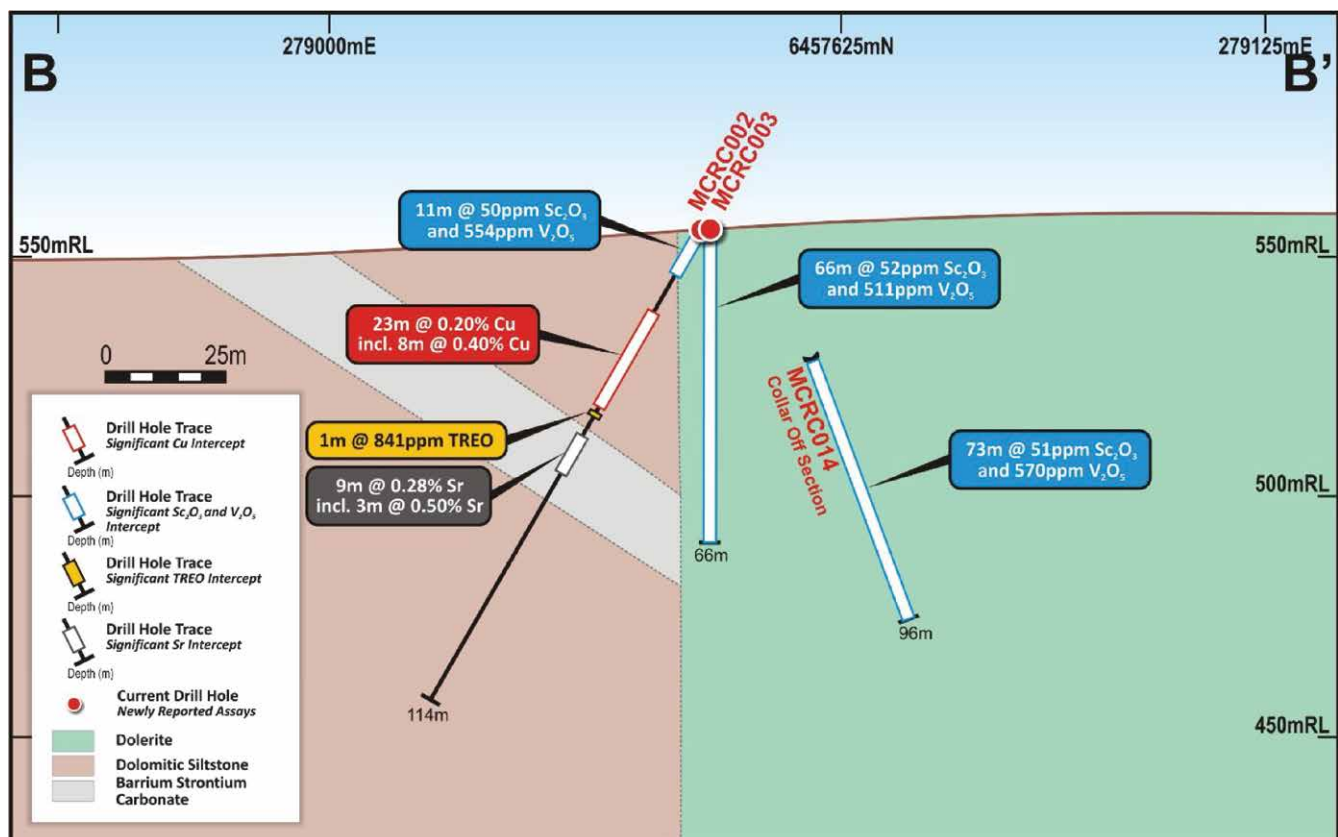 279000mE
6457625mN
279125mE
B
B’
MCRC002
MCRC003
11m @ 50ppm Sc₂O₃
and 554ppm V₂O₅
550mRL
550mRL
66m @ 52ppm Sc₂O₃
and 511ppm V₂O₅
23m @ 0.20% Cu
incl. 8m @ 0.40% Cu
0 25m
MCRC014
Collar Off Section
1m @ 841ppm TREO
73m @ 51ppm Sc₂O₃
and 570ppm V₂O₅
9m @ 0.28% Sr
incl. 3m @ 0.50% Sr
500mRL
66m
96m
114m
450mRL
Drill Hole Trace
Significant Cu Intercept
Depth (m)
Drill Hole Trace
Significant Sc₂O₃ and V₂O₅
Intercept
Depth (m)
Drill Hole Trace
Significant TREO Intercept
Depth (m)
Drill Hole Trace
Significant Sr Intercept
Depth (m)
Current Drill Hole
Newly Reported Assays
Dolerite
Dolomitic Siltstone
Barrium Strontium
Carbonate